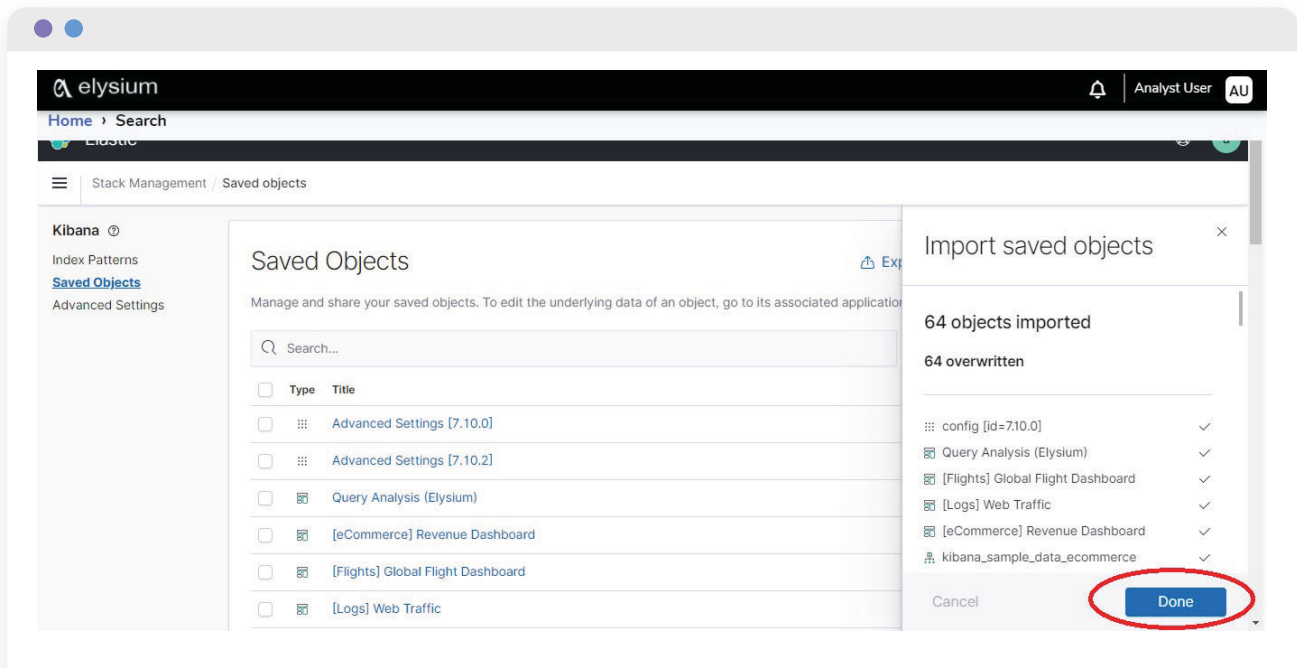 elysium
Analyst User AU
Home › Search
Elastic
Stack Management / Saved objects
Kibana
Index Patterns
Saved Objects
Advanced Settings
Saved Objects
Manage and share your saved objects. To edit the underlying data of an object, go to its associated
Search...
Type Title
Advanced Settings [7.10.0]
Advanced Settings [7.10.2]
Query Analysis (Elysium)
[eCommerce] Revenue Dashboard
[Flights] Global Flight Dashboard
[Logs] Web Traffic
Import saved objects
64 objects imported
64 overwritten
config [id=7.10.0]
Query Analysis (Elysium)
[Flights] Global Flight Dashboard
[Logs] Web Traffic
[eCommerce] Revenue Dashboard
kibana_sample_data_ecommerce
Cancel Done